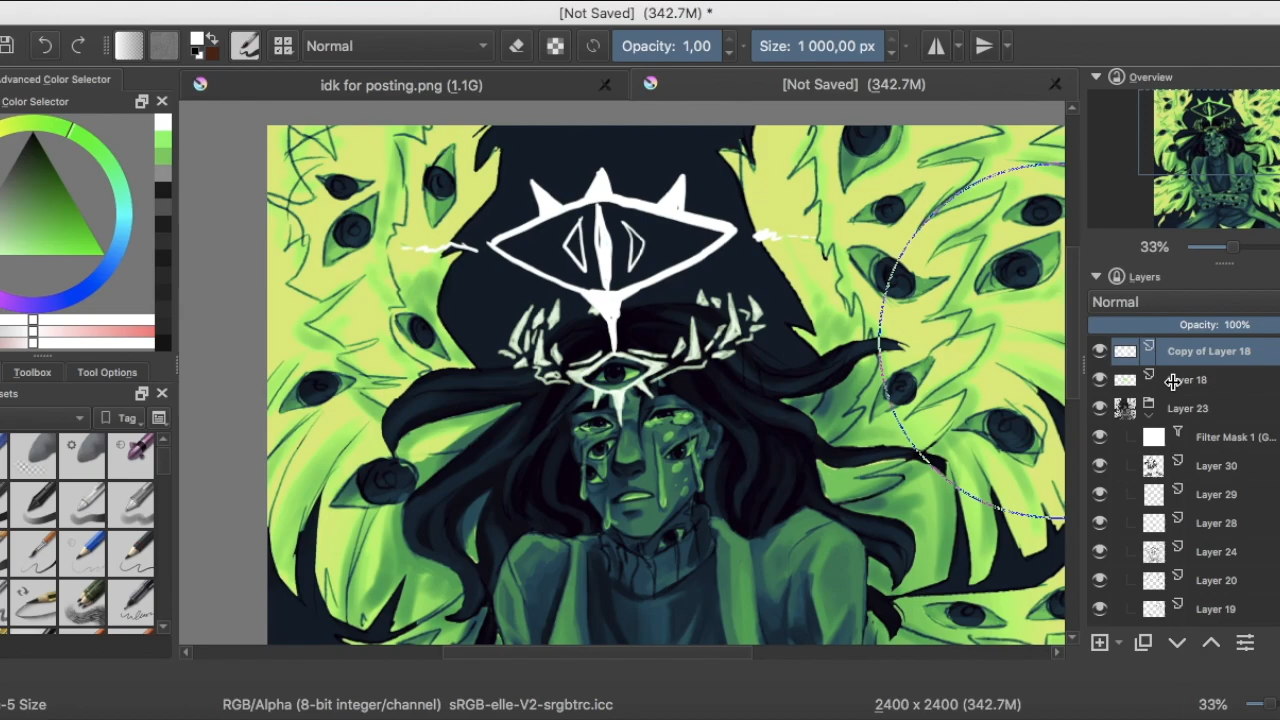 [Not Saved] (342.7M) *
Normal
Opacity: 1,00
Size: 1 000,00 px
Advanced Color Selector
idk for posting.png (1.1G)
[Not Saved] (342.7M)
Overview
Color Selector
33%
Layers
Normal
Opacity: 100%
Copy of Layer 18
18
Layer 23
Toolbox
Tool Options
Tag
Filter Mask 1 (G...
Layer 30
Layer 29
Layer 28
Layer 24
Layer 20
Layer 19
-5 Size
RGB/Alpha (8-bit integer/channel) sRGB-elle-V2-srgbtrc.icc
2400 x 2400 (342.7M)
33%